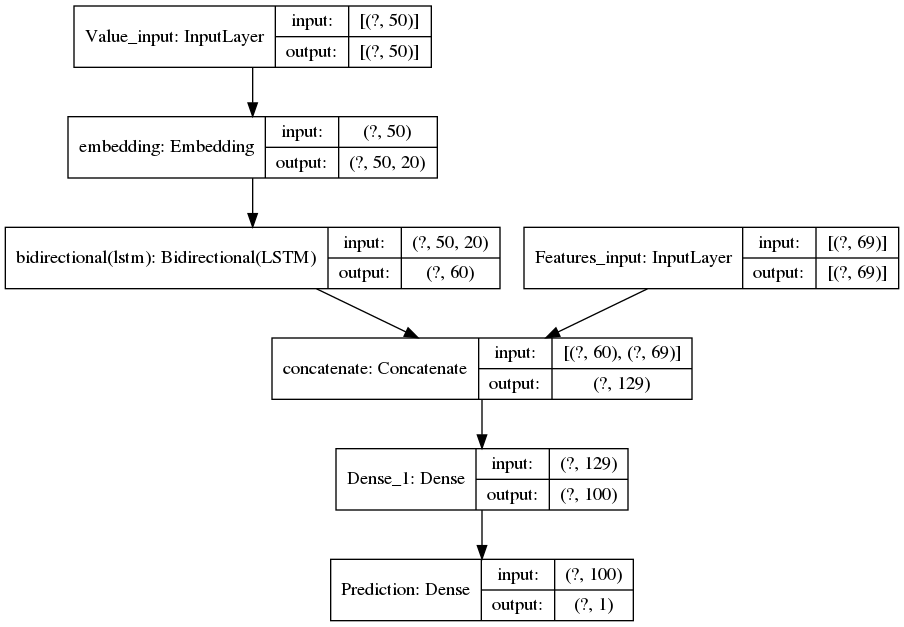 Value_input: InputLayer
input: [(?, 50)]
output: [(?, 50)]
embedding: Embedding
input: (?, 50)
output: (?, 50, 20)
bidirectional(lstm): Bidirectional(LSTM)
input: (?, 50, 20)
output: (?, 60)
Features_input: InputLayer
input: [(?, 69)]
output: [(?, 69)]
concatenate: Concatenate
input: [(?, 60), (?, 69)]
output: (?, 129)
Dense_1: Dense
input: (?, 129)
output: (?, 100)
Prediction: Dense
input: (?, 100)
output: (?, 1)